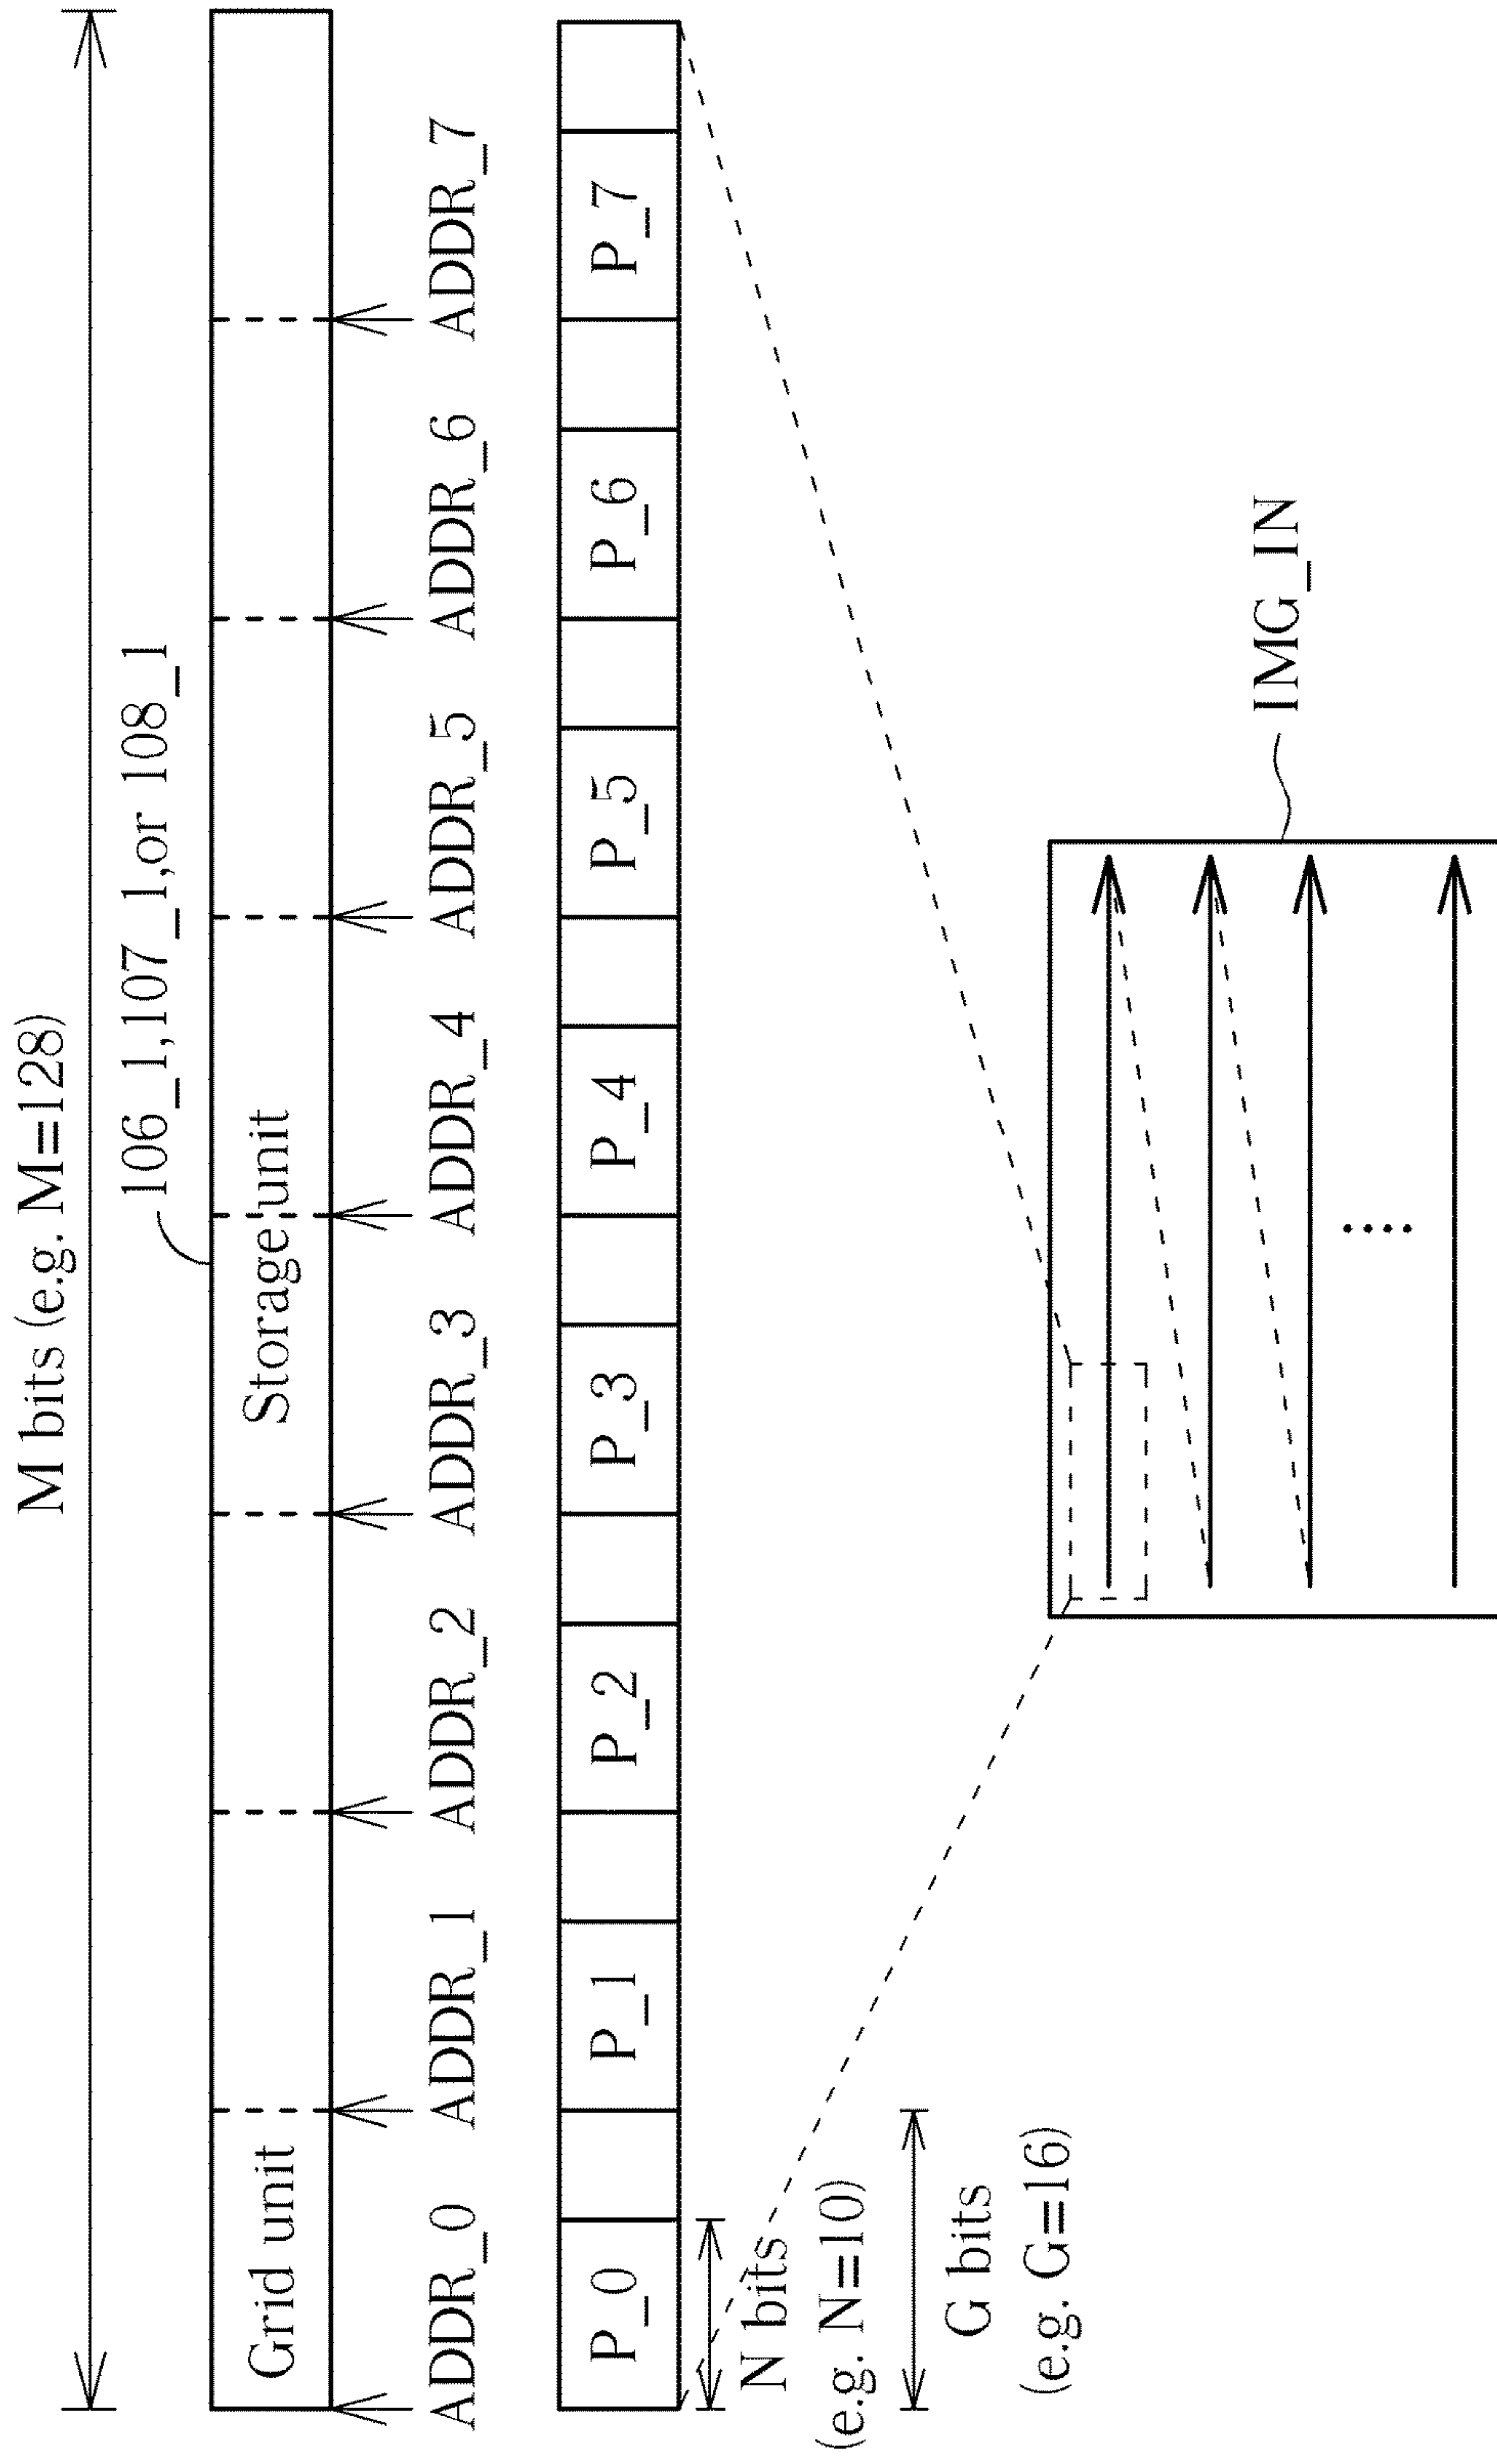 M bits (e.g. M=128)
106_1,107_1,or 108_1
Grid unit
Storage unit
ADDR_0 ADDR_1 ADDR_2 ADDR_3 ADDR_4 ADDR_5 ADDR_6 ADDR_7
P_0 P_1 P_2 P_3 P_4 P_5 P_6 P_7
N bits
(e.g. N=10)
G bits
(e.g. G=16)
IMG_IN